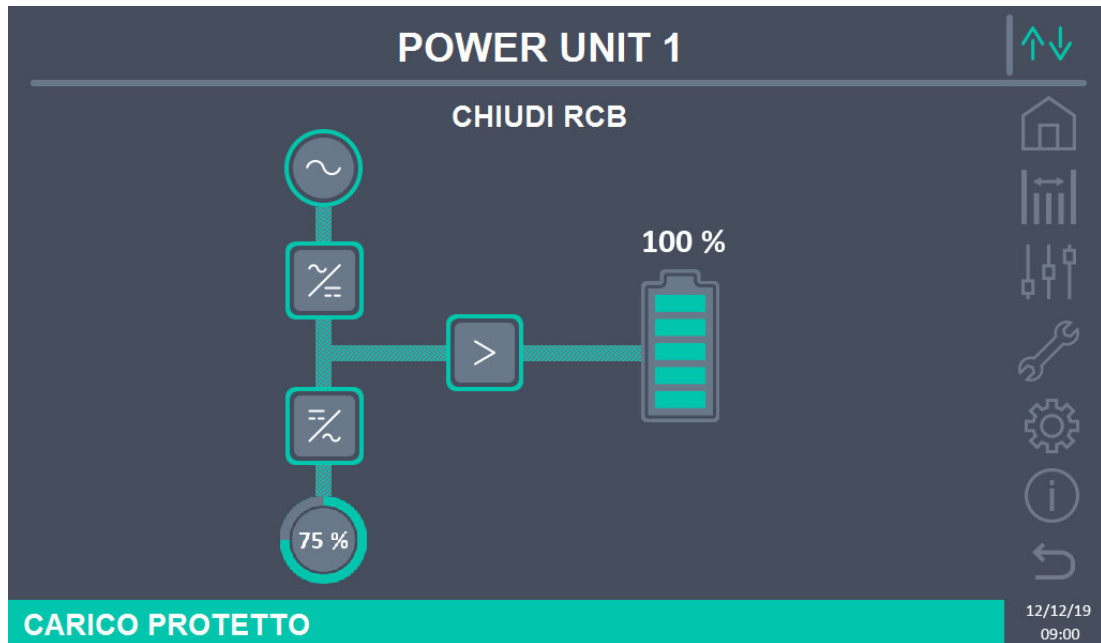 POWER UNIT 1
CHIUDI RCB
100 %
75 %
CARICO PROTETTO
12/12/19
09:00